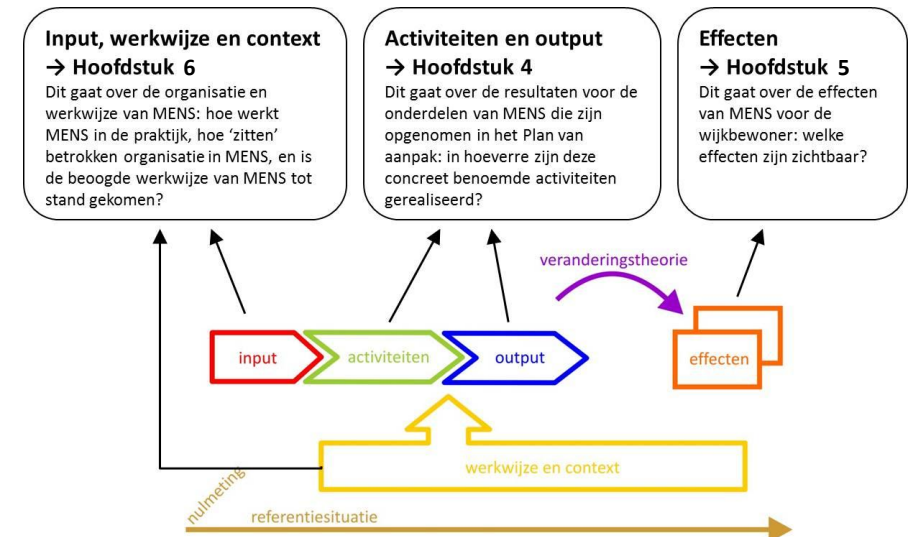 Input, werkwijze en context
→ Hoofdstuk 6
Dit gaat over de organisatie en
werkwijze van MENS: hoe werkt
MENS in de praktijk, hoe ‘zitten’
betrokken organisatie in MENS, en is
de beoogde werkwijze van MENS tot
stand gekomen?
Activiteiten en output
→ Hoofdstuk 4
Dit gaat over de resultaten voor de
onderdelen van MENS die zijn
opgenomen in het Plan van
aanpak: in hoeverre zijn deze
concreet benoemde activiteiten
gerealiseerd?
Effecten
→ Hoofdstuk 5
Dit gaat over de effecten
van MENS voor de
wijkbewoner: welke
effecten zijn zichtbaar?
veranderingstheorie
input
activiteiten
output
effecten
werkwijze en context
nulmeting
referentiesituatie